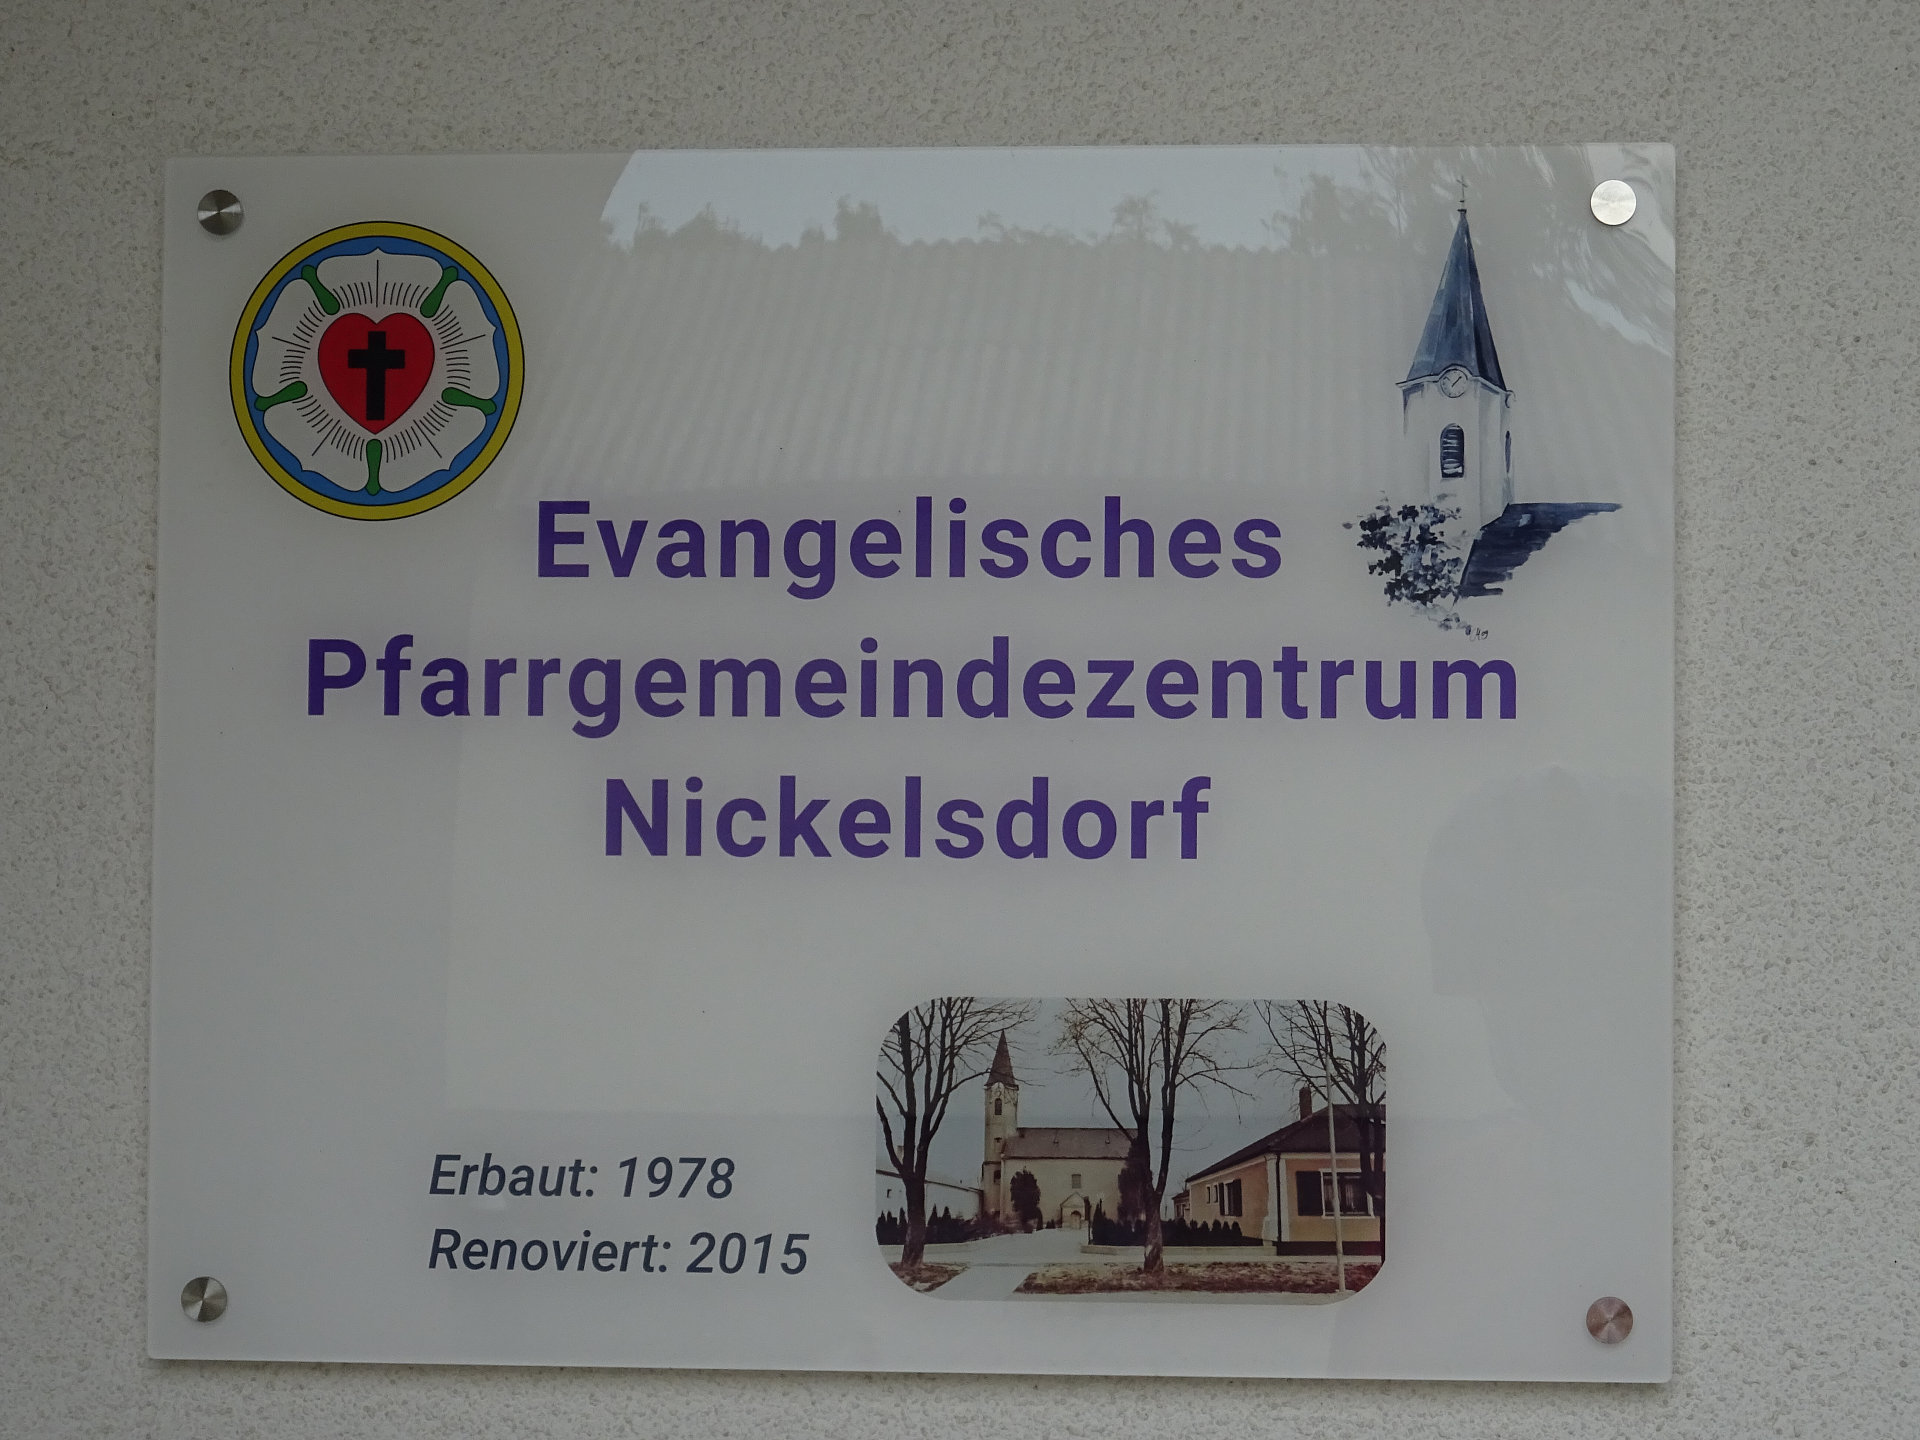 Evangelisches
Pfarrgemeindezentrum
Nickelsdorf
Erbaut: 1978
Renoviert: 2015